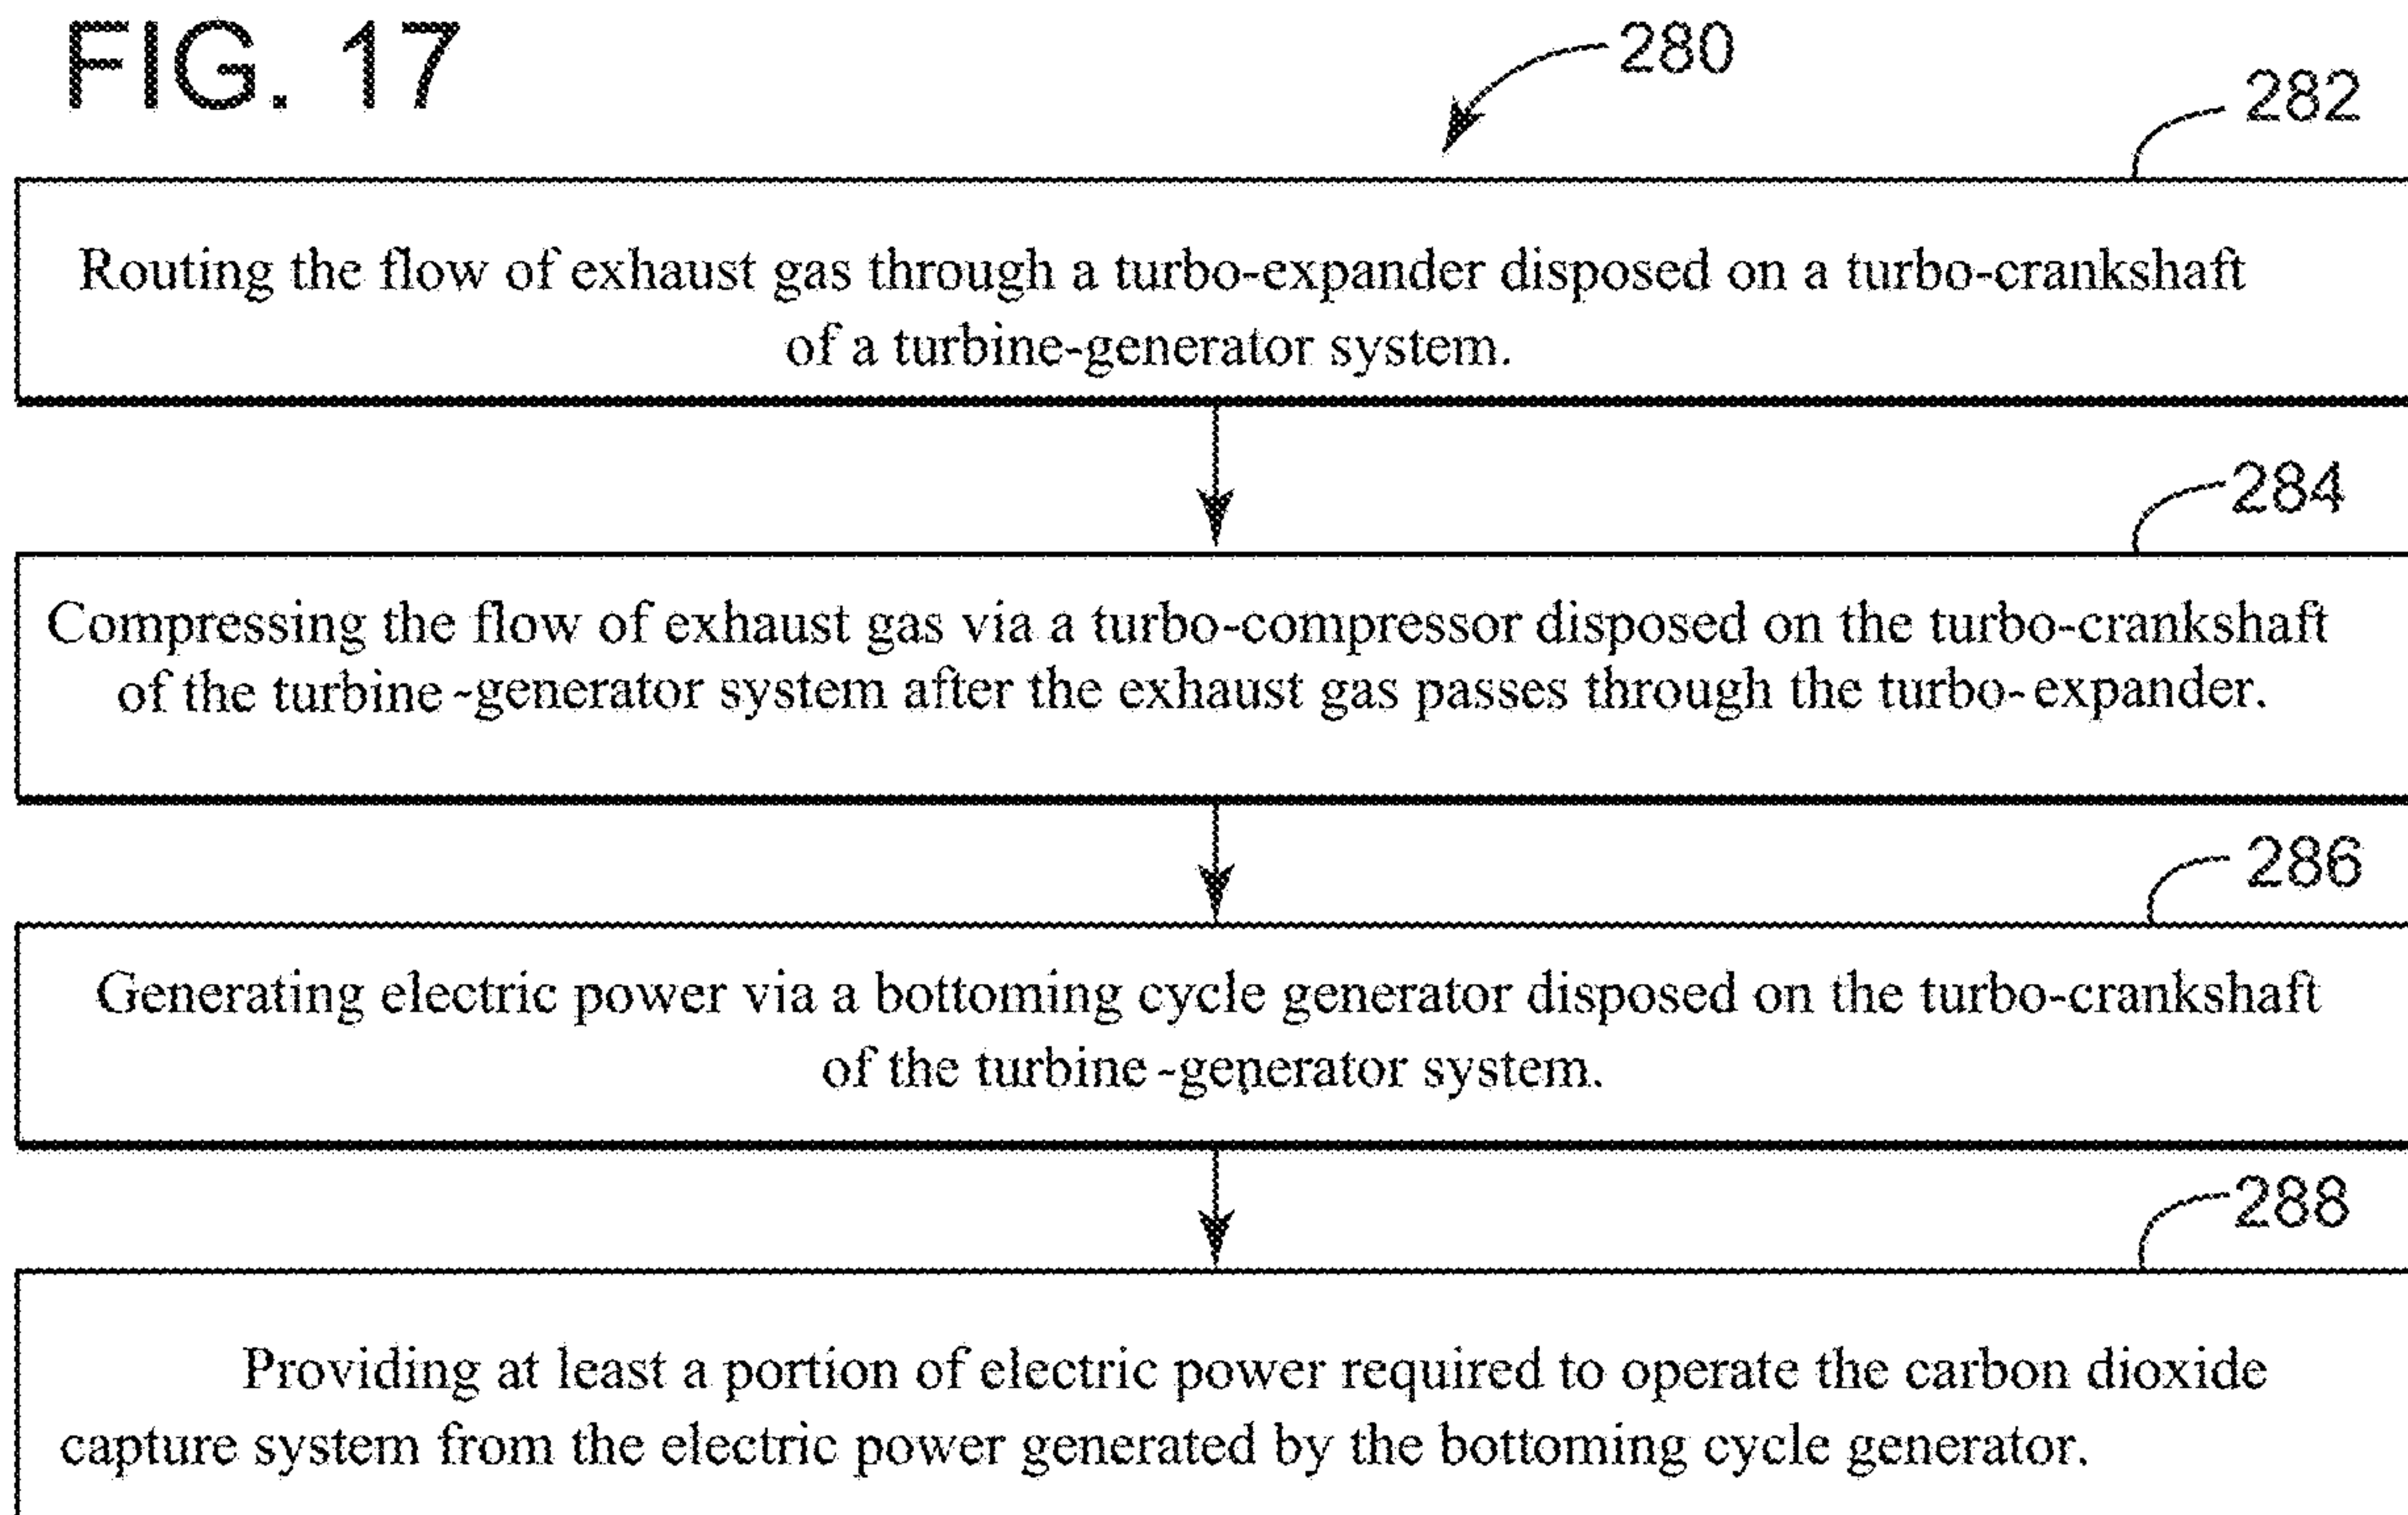 FIG. 17
280
282
Routing the flow of exhaust gas through a turbo-expander disposed on a turbo-crankshaft
of a turbine-generator system.
284
Compressing the flow of exhaust gas via a turbo-compressor disposed on the turbo-crankshaft
of the turbine-generator system after the exhaust gas passes through the turbo-expander.
286
Generating electric power via a bottoming cycle generator disposed on the turbo-crankshaft
of the turbine-generator system.
288
Providing at least a portion of electric power required to operate the carbon dioxide
capture system from the electric power generated by the bottoming cycle generator.